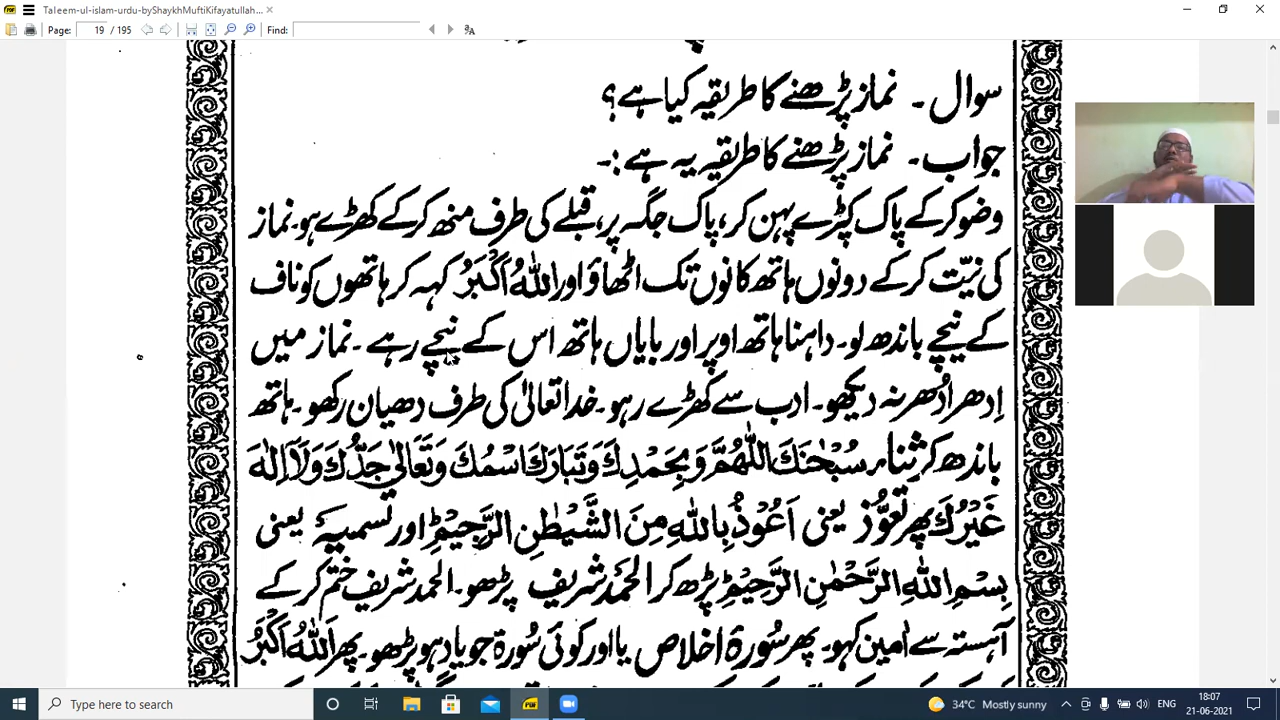 Taleem-ul-islam-urdu-byShaykhMuftiKifayatullah...
Page: 19 / 195 Find:
سوال ۔ نماز پڑھنے کا طریقہ کیا ہے؟
جواب ۔ نماز پڑھنے کا طریقہ یہ ہے :۔
وضو کرکے پاک کپڑے پہن کر، پاک جگہ پر، قبلے کی طرف منھ کرکے کھڑے ہو۔ نماز
کی نیّت کرکے دونوں ہاتھ کانوں تک اٹھاؤ اور اَللّٰہُ اَکْبَرُ کہہ کر ہاتھوں کو ناف
کے نیچے باندھ لو۔ داہنا ہاتھ اوپر اور بایاں ہاتھ اس کے نیچے رہے ۔ نماز میں
اِدھر اُدھر نہ دیکھو۔ ادب سے کھڑے رہو۔ خدا تعالیٰ کی طرف دھیان رکھو۔ ہاتھ
باندھ کر ثنا سُبْحٰنَكَ اللّٰهُمَّ وَبِحَمْدِكَ وَتَبَارَكَ اسْمُكَ وَتَعَالٰى جَدُّكَ وَلَآ اِلٰهَ
غَيْرُكَ پھر تعوُّذ یعنی اَعُوْذُ بِاللّٰهِ مِنَ الشَّيْطٰنِ الرَّجِيْمِ اور تسمیہ یعنی
بِسْمِ اللّٰهِ الرَّحْمٰنِ الرَّحِيْمِ پڑھ کر الحمد شریف پڑھو۔ الحمد شریف ختم کرکے
آہستہ سے اٰمین کہو۔ پھر سُورۃ اخلاص یا اور کوئی سُورۃ جو یاد ہو پڑھو۔ پھر اَللّٰہُ اَکْبَرُ
Type here to search
34°C Mostly sunny
ENG
18:07
21-06-2021